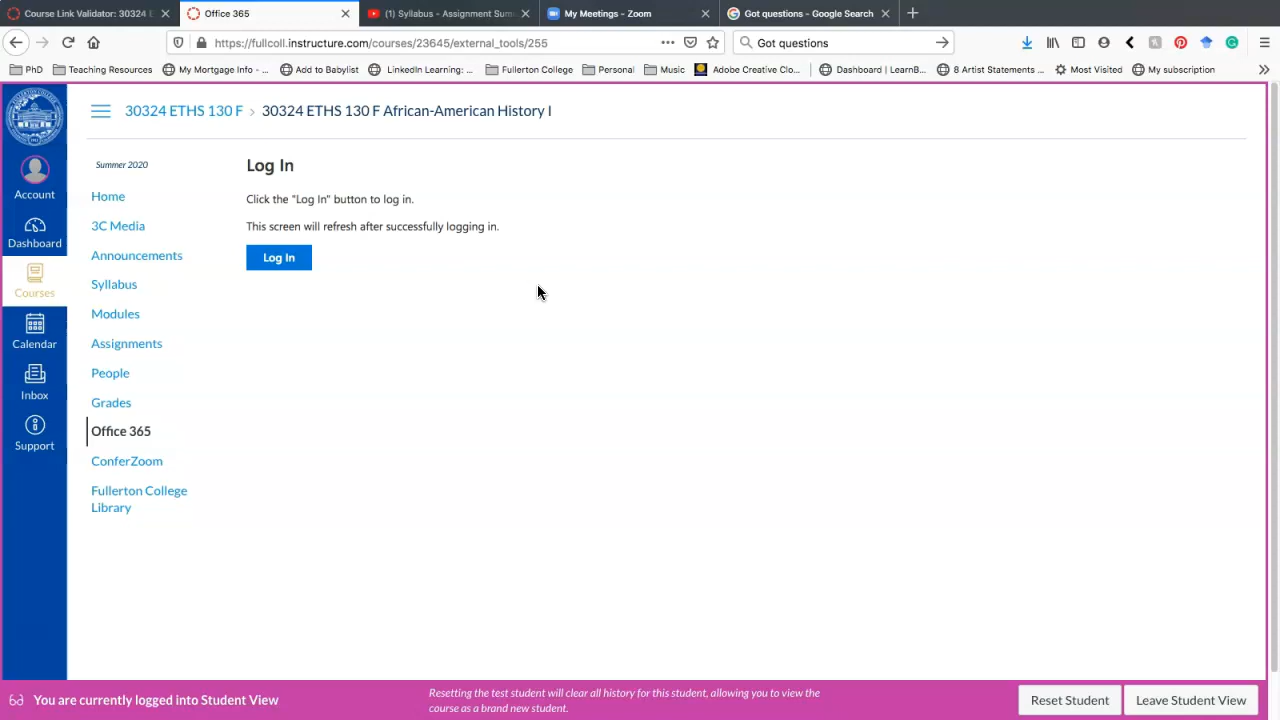 Course Link Validator: 30324 E
Office 365
(1) Syllabus - Assignment Sum
My Meetings - Zoom
Got questions - Google Search
https://fullcoll.instructure.com/courses/23645/external_tools/255
Got questions
PhD
Teaching Resources
My Mortgage Info - ...
Add to Babylist
LinkedIn Learning: ...
Fullerton College
Personal
Music
Adobe Creative Clo...
Dashboard | LearnB...
8 Artist Statements ...
Most Visited
My subscription
30324 ETHS 130 F › 30324 ETHS 130 F African-American History I
Account
Dashboard
Courses
Calendar
Inbox
Support
Summer 2020
Home
3C Media
Announcements
Syllabus
Modules
Assignments
People
Grades
Office 365
ConferZoom
Fullerton College
Library
Log In
Click the "Log In" button to log in.
This screen will refresh after successfully logging in.
Log In
You are currently logged into Student View
Resetting the test student will clear all history for this student, allowing you to view the
course as a brand new student.
Reset Student
Leave Student View